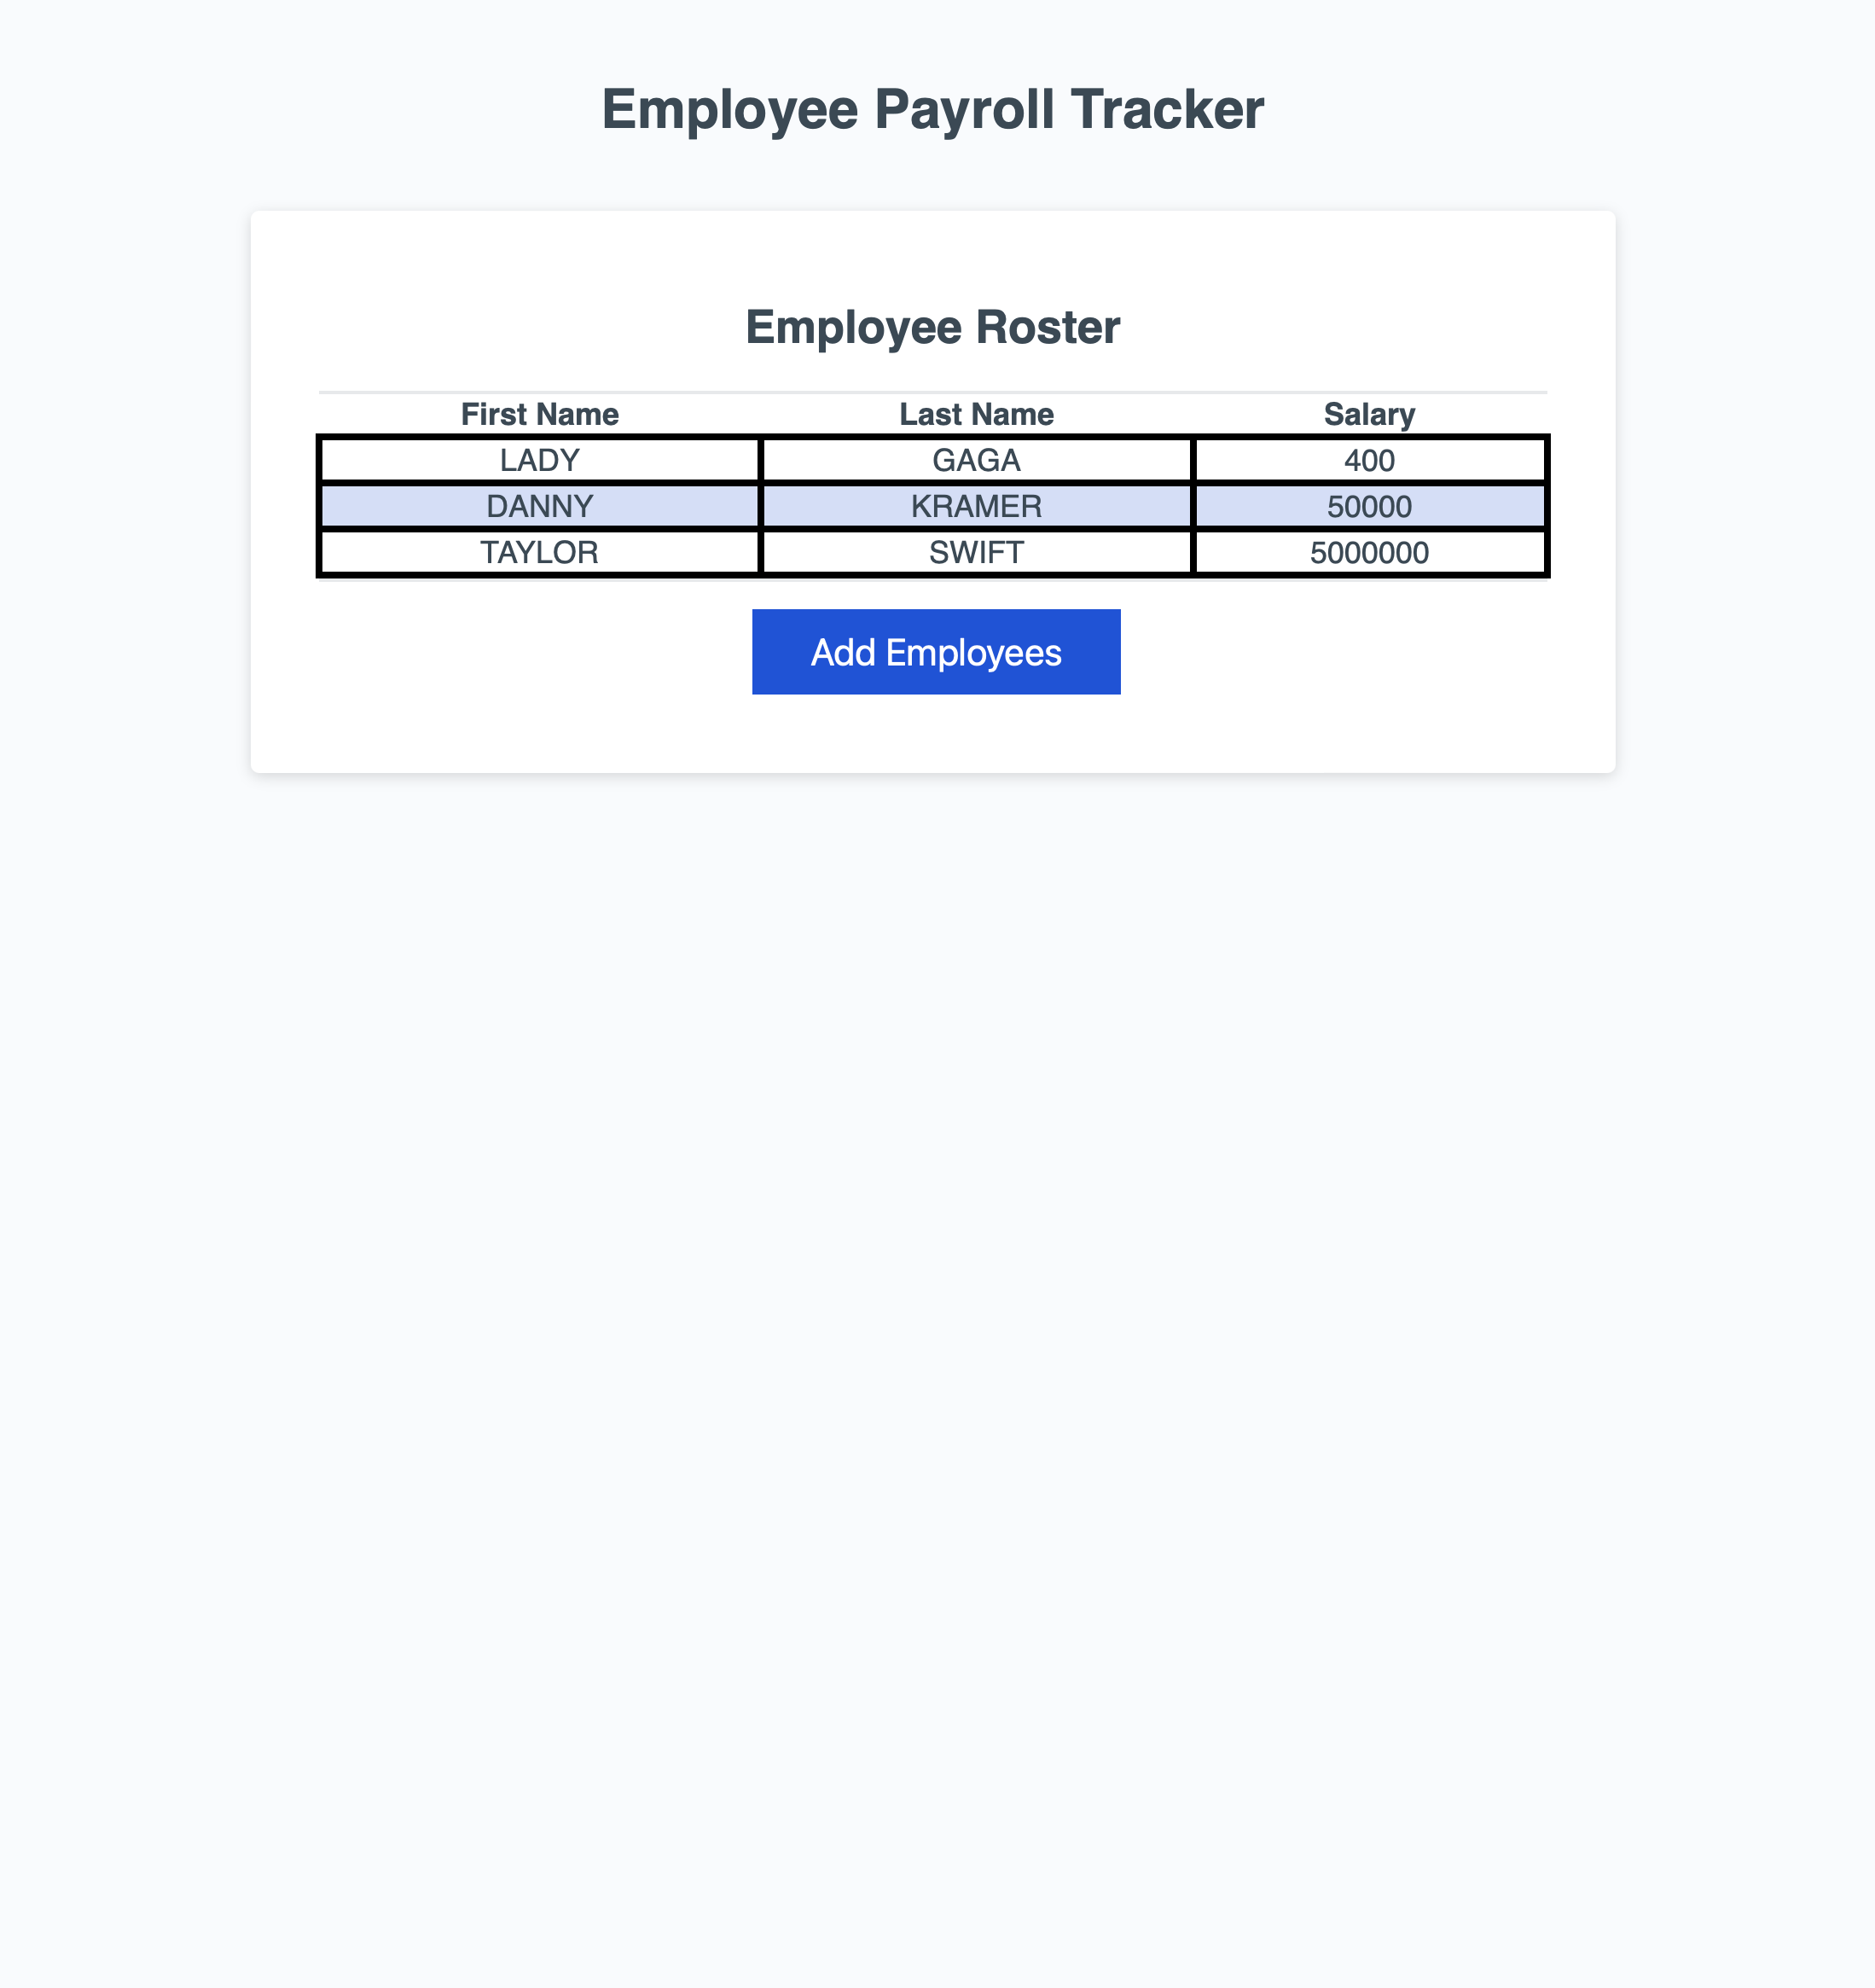 Employee Payroll Tracker
Employee Roster
First Name Last Name Salary
LADY GAGA 400
DANNY KRAMER 50000
TAYLOR SWIFT 5000000
Add Employees